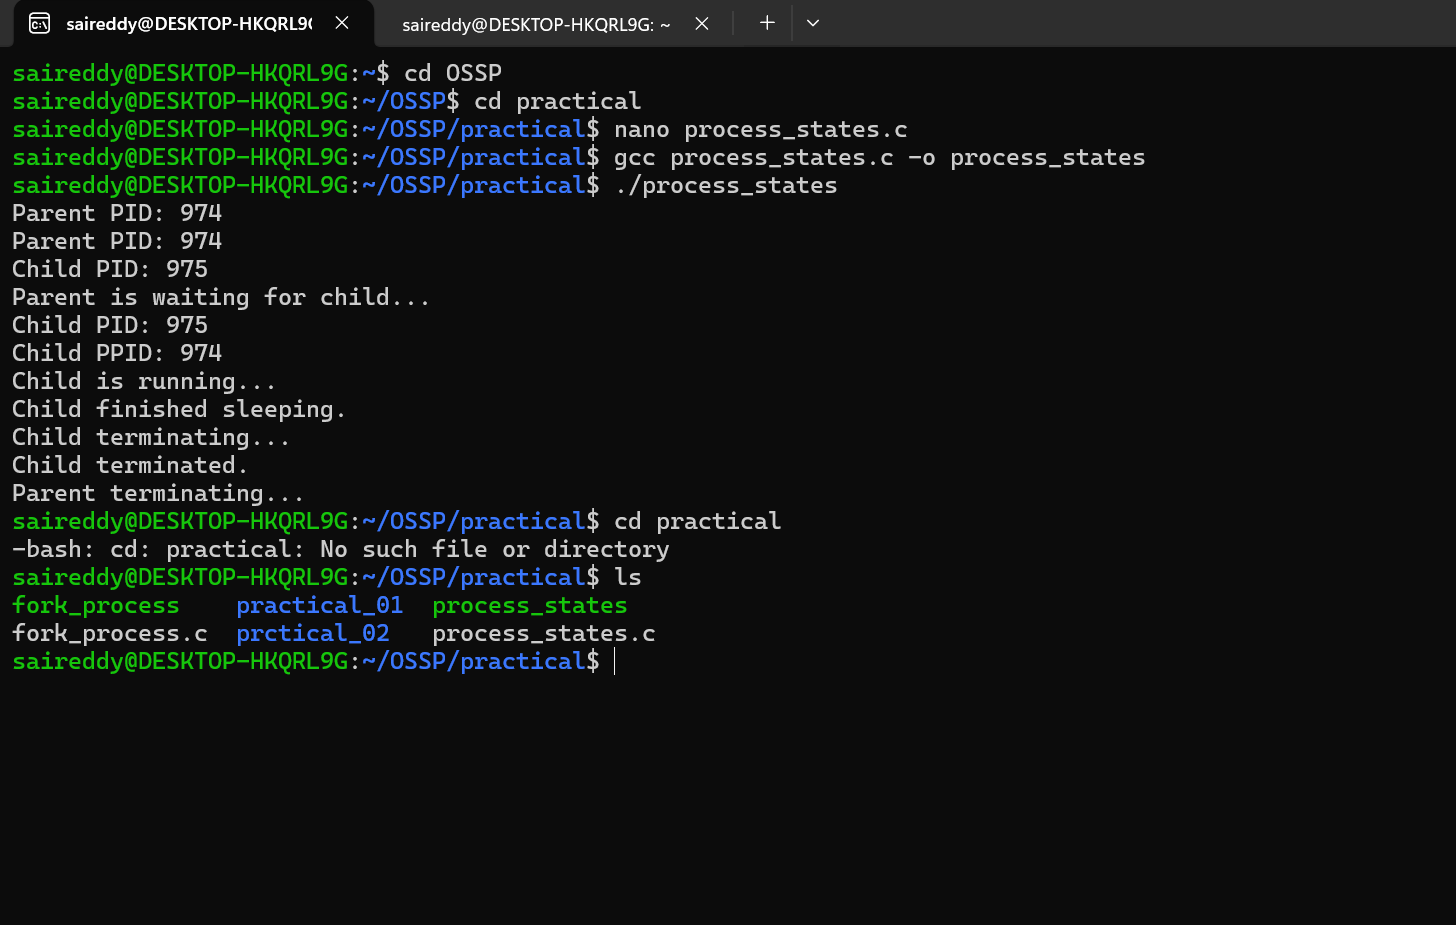 saireddy@DESKTOP-HKQRL9G
saireddy@DESKTOP-HKQRL9G: ~
saireddy@DESKTOP-HKQRL9G:~$ cd OSSP
saireddy@DESKTOP-HKQRL9G:~/OSSP$ cd practical
saireddy@DESKTOP-HKQRL9G:~/OSSP/practical$ nano process_states.c
saireddy@DESKTOP-HKQRL9G:~/OSSP/practical$ gcc process_states.c -o process_states
saireddy@DESKTOP-HKQRL9G:~/OSSP/practical$ ./process_states
Parent PID: 974
Parent PID: 974
Child PID: 975
Parent is waiting for child...
Child PID: 975
Child PPID: 974
Child is running...
Child finished sleeping.
Child terminating...
Child terminated.
Parent terminating...
saireddy@DESKTOP-HKQRL9G:~/OSSP/practical$ cd practical
-bash: cd: practical: No such file or directory
saireddy@DESKTOP-HKQRL9G:~/OSSP/practical$ ls
fork_process    practical_01  process_states
fork_process.c  prctical_02   process_states.c
saireddy@DESKTOP-HKQRL9G:~/OSSP/practical$